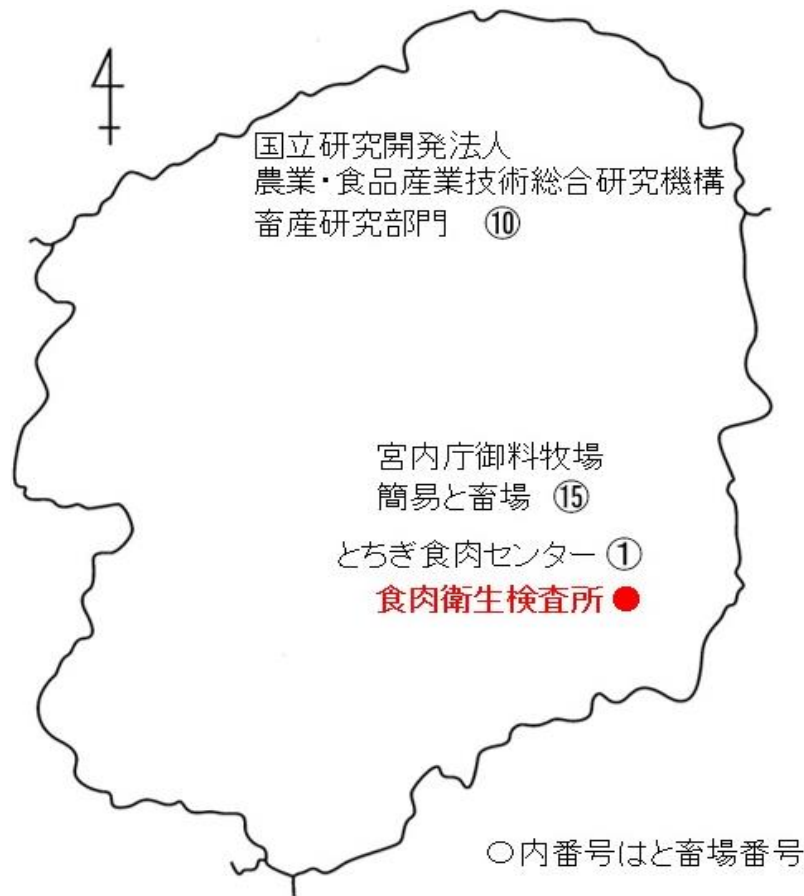 国立研究開発法人
農業・食品産業技術総合研究機構
畜産研究部門 ⑩
宮内庁御料牧場
簡易と畜場 ⑮
とちぎ食肉センター ①
食肉衛生検査所 ●
○内番号はと畜場番号